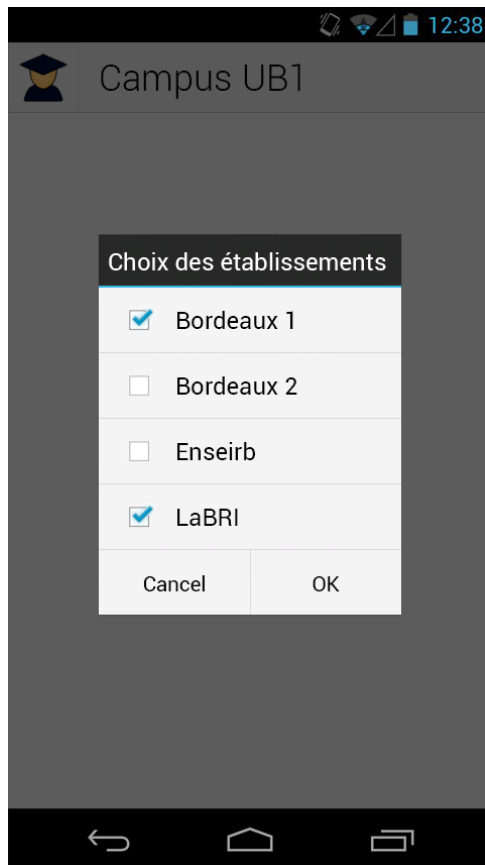 12:38
Campus UB1
Choix des établissements
Bordeaux 1
Bordeaux 2
Enseirb
LaBRI
Cancel OK